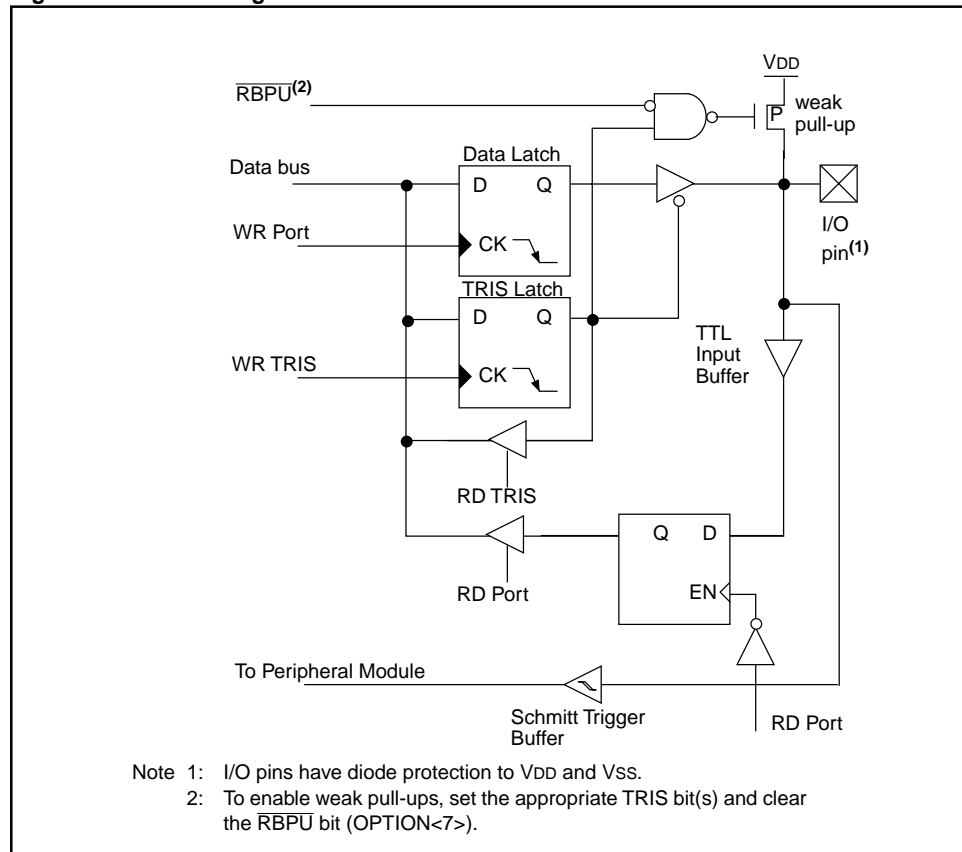 VDD
RBPU(2)
weak
pull-up
P
Data Latch
Data bus
D Q
I/O
pin(1)
WR Port
CK
TRIS Latch
D Q
TTL
Input
Buffer
WR TRIS
CK
RD TRIS
Q D
RD Port
EN
To Peripheral Module
Schmitt Trigger
Buffer
RD Port
Note 1: I/O pins have diode protection to VDD and VSS.
2: To enable weak pull-ups, set the appropriate TRIS bit(s) and clear
the RBPU bit (OPTION<7>).